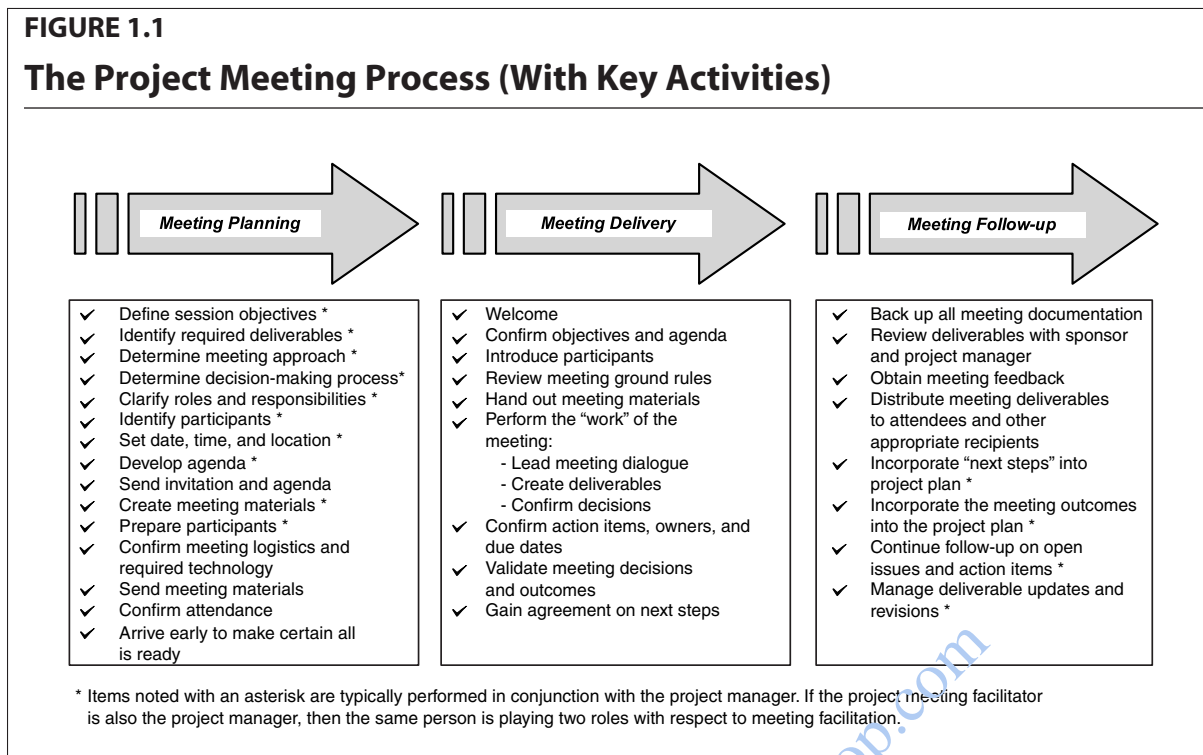 FIGURE 1.1
The Project Meeting Process (With Key Activities)
Meeting Planning
Meeting Delivery
Meeting Follow-up
✓ Define session objectives *
✓ Identify required deliverables *
✓ Determine meeting approach *
✓ Determine decision-making process*
✓ Clarify roles and responsibilities *
✓ Identify participants *
✓ Set date, time, and location *
✓ Develop agenda *
✓ Send invitation and agenda
✓ Create meeting materials *
✓ Prepare participants *
✓ Confirm meeting logistics and
required technology
✓ Send meeting materials
✓ Confirm attendance
✓ Arrive early to make certain all
is ready
✓ Welcome
✓ Confirm objectives and agenda
✓ Introduce participants
✓ Review meeting ground rules
✓ Hand out meeting materials
✓ Perform the “work” of the
meeting:
- Lead meeting dialogue
- Create deliverables
- Confirm decisions
✓ Confirm action items, owners, and
due dates
✓ Validate meeting decisions
and outcomes
✓ Gain agreement on next steps
✓ Back up all meeting documentation
✓ Review deliverables with sponsor
and project manager
✓ Obtain meeting feedback
✓ Distribute meeting deliverables
to attendees and other
appropriate recipients
✓ Incorporate “next steps” into
project plan *
✓ Incorporate the meeting outcomes
into the project plan *
✓ Continue follow-up on open
issues and action items *
✓ Manage deliverable updates and
revisions *
* Items noted with an asterisk are typically performed in conjunction with the project manager. If the project meeting facilitator
is also the project manager, then the same person is playing two roles with respect to meeting facilitation.
op.com